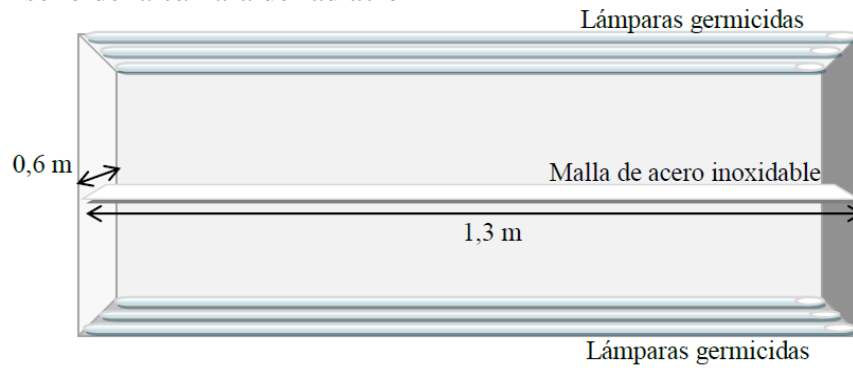 Lámparas germicidas
0,6 m
Malla de acero inoxidable
1,3 m
Lámparas germicidas